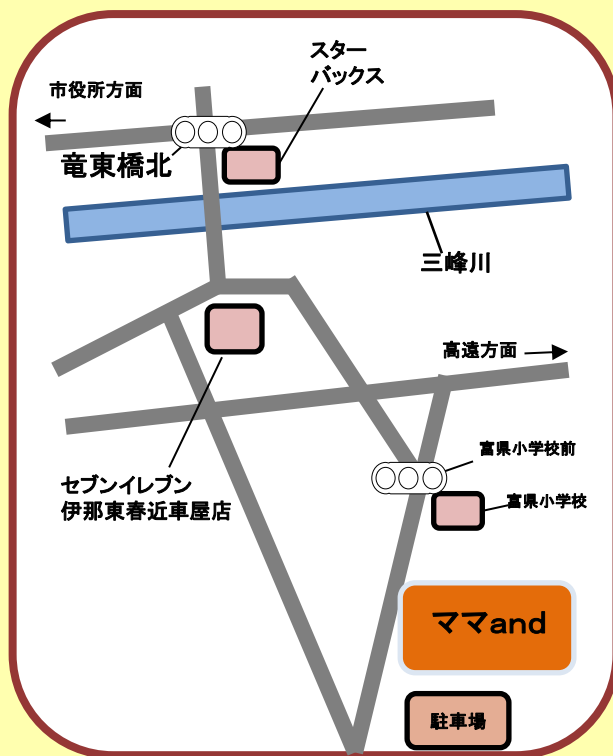 スター
バックス
市役所方面
竜東橋北
三峰川
高遠方面
富県小学校前
セブンイレブン
伊那東春近車屋店
富県小学校
ママand
駐車場